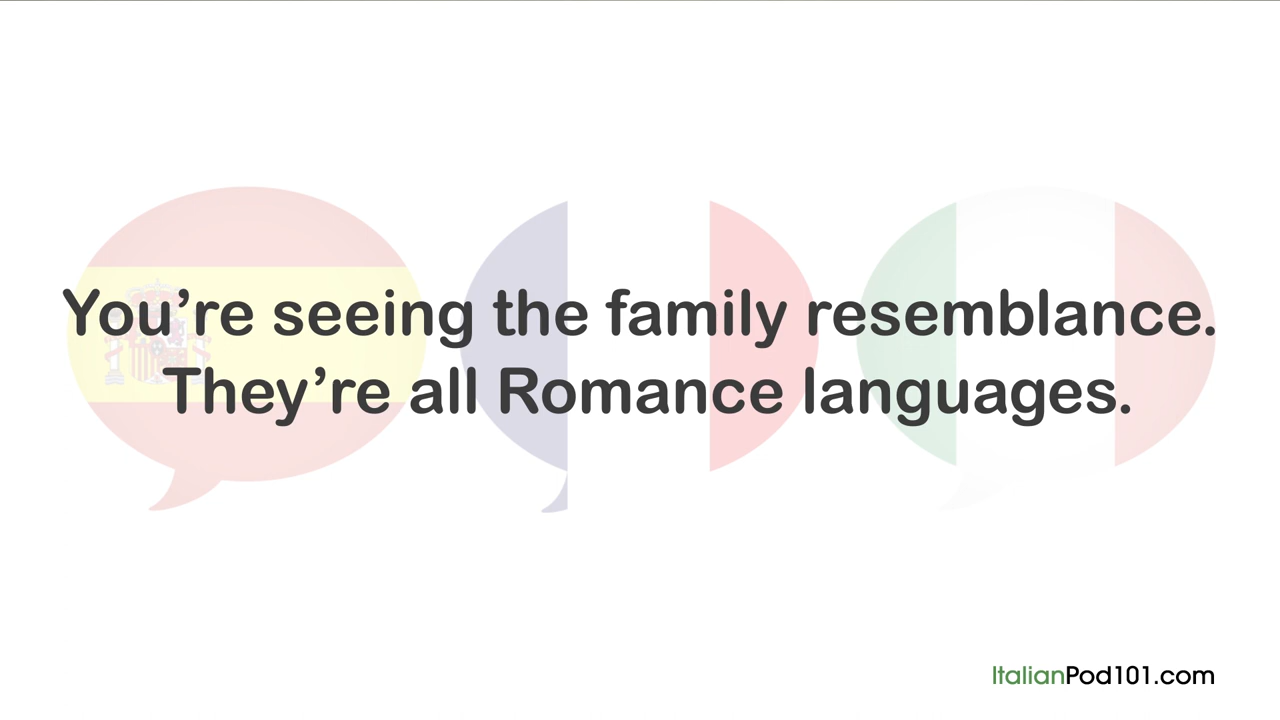 You’re seeing the family resemblance.
They’re all Romance languages.
ItalianPod101.com